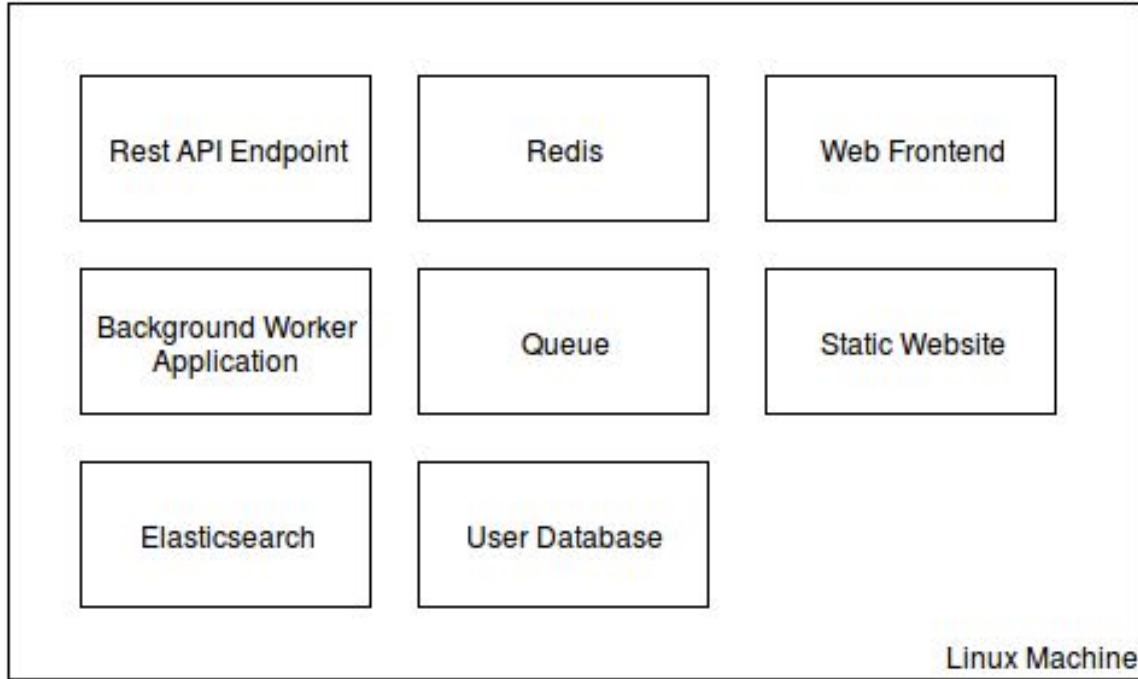 Rest API Endpoint
Redis
Web Frontend
Background Worker
Application
Queue
Static Website
Elasticsearch
User Database
Linux Machine